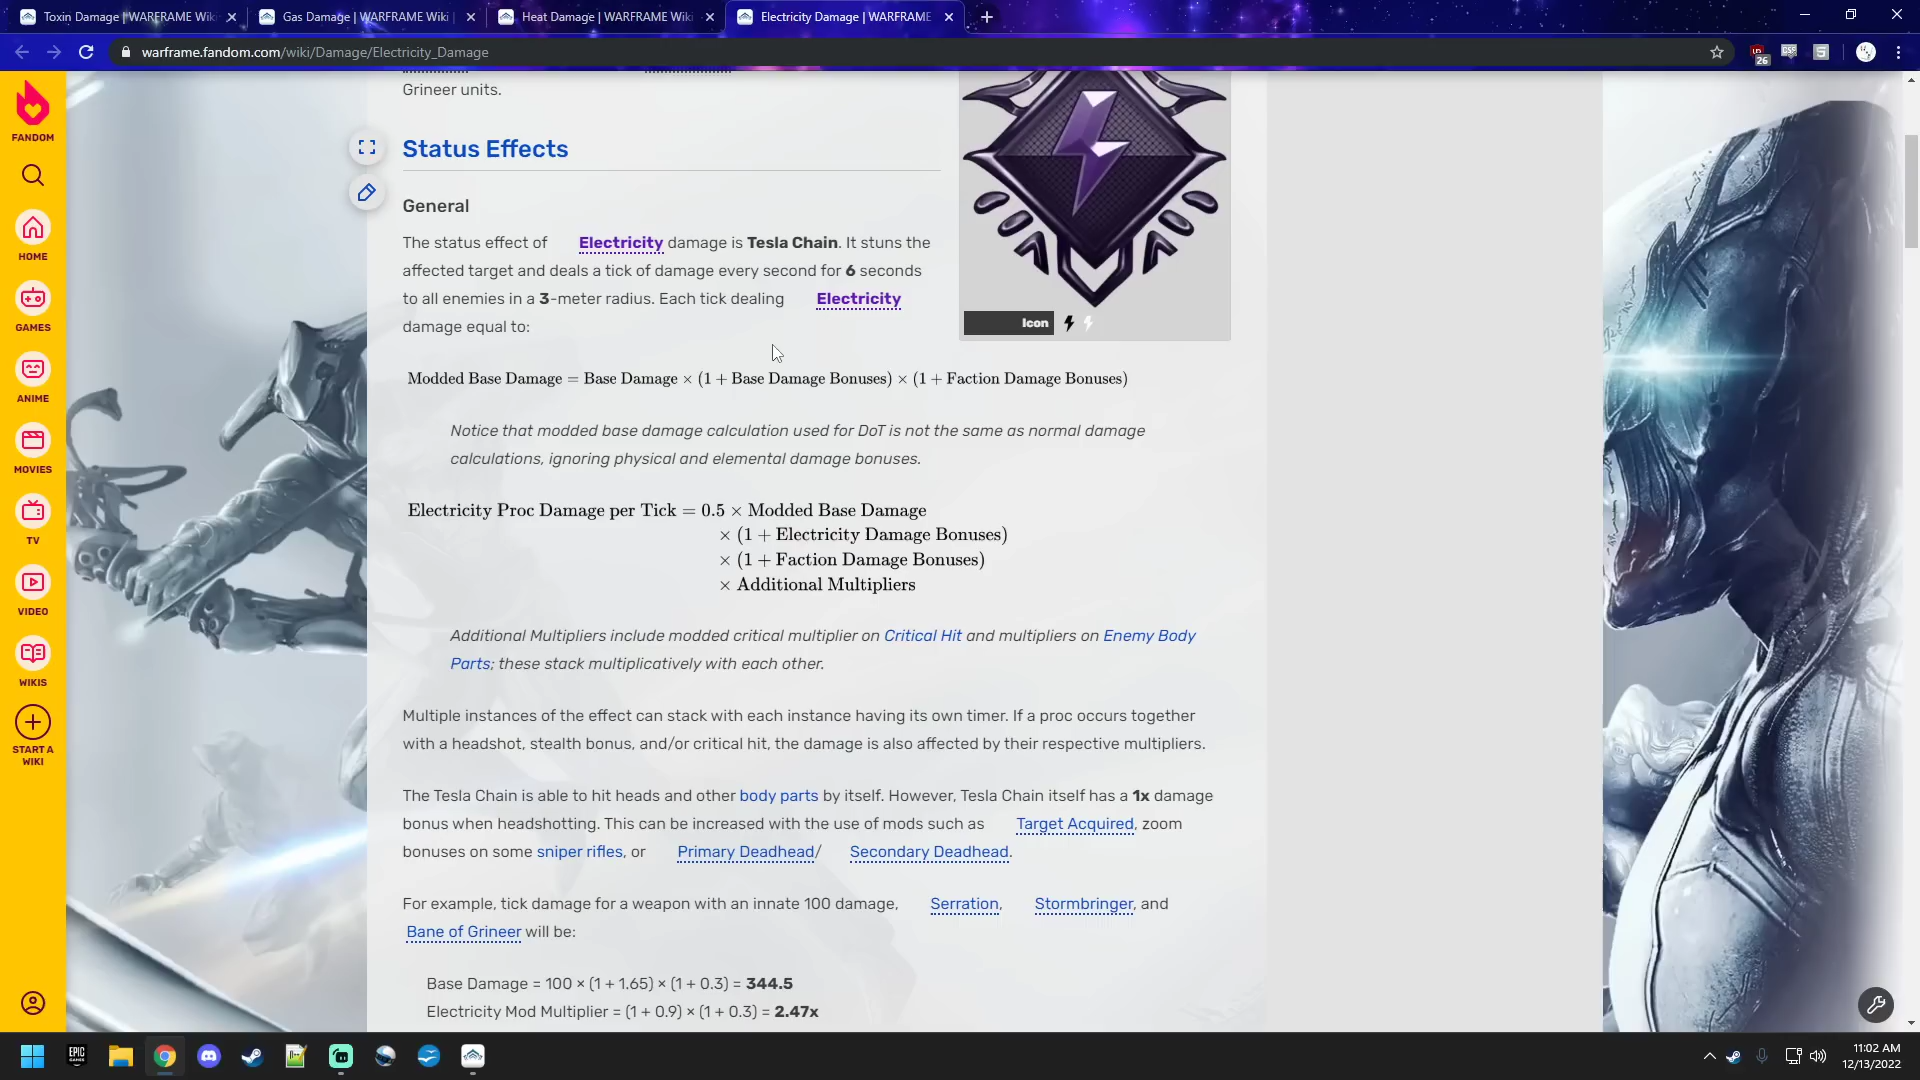 Toxin Damage | WARFRAME Wiki
Gas Damage | WARFRAME Wiki |
Heat Damage | WARFRAME Wiki
Electricity Damage | WARFRAME
warframe.fandom.com/wiki/Damage/Electricity_Damage
26
FANDOM
HOME
GAMES
ANIME
MOVIES
TV
VIDEO
WIKIS
START A
WIKI
Grineer units.
Status Effects
General
The status effect of Electricity damage is Tesla Chain. It stuns the
affected target and deals a tick of damage every second for 6 seconds
to all enemies in a 3-meter radius. Each tick dealing Electricity
damage equal to:
Icon
Modded Base Damage = Base Damage × (1 + Base Damage Bonuses) × (1 + Faction Damage Bonuses)
Notice that modded base damage calculation used for DoT is not the same as normal damage
calculations, ignoring physical and elemental damage bonuses.
Electricity Proc Damage per Tick = 0.5 × Modded Base Damage
× (1 + Electricity Damage Bonuses)
× (1 + Faction Damage Bonuses)
× Additional Multipliers
Additional Multipliers include modded critical multiplier on Critical Hit and multipliers on Enemy Body
Parts; these stack multiplicatively with each other.
Multiple instances of the effect can stack with each instance having its own timer. If a proc occurs together
with a headshot, stealth bonus, and/or critical hit, the damage is also affected by their respective multipliers.
The Tesla Chain is able to hit heads and other body parts by itself. However, Tesla Chain itself has a 1x damage
bonus when headshotting. This can be increased with the use of mods such as Target Acquired, zoom
bonuses on some sniper rifles, or Primary Deadhead/ Secondary Deadhead.
For example, tick damage for a weapon with an innate 100 damage, Serration, Stormbringer, and
Bane of Grineer will be:
Base Damage = 100 × (1 + 1.65) × (1 + 0.3) = 344.5
Electricity Mod Multiplier = (1 + 0.9) × (1 + 0.3) = 2.47x
EPIC
GAMES
11:02 AM
12/13/2022